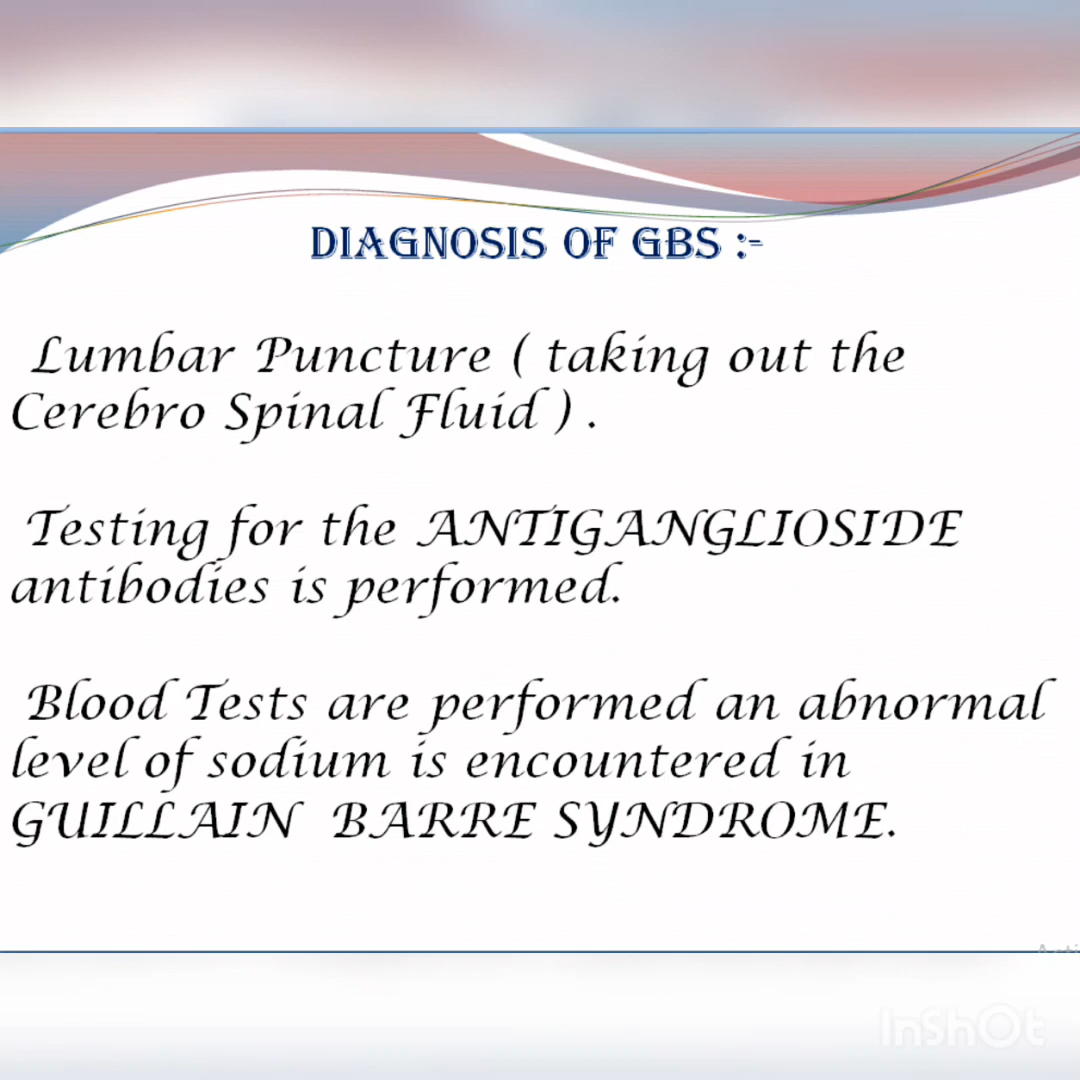 DIAGNOSIS OF GBS :-
Lumbar Puncture ( taking out the
Cerebro Spinal Fluid ) .
Testing for the ANTIGANGLIOSIDE
antibodies is performed.
Blood Tests are performed an abnormal
level of sodium is encountered in
GUILLAIN BARRE SYNDROME.
InShOt